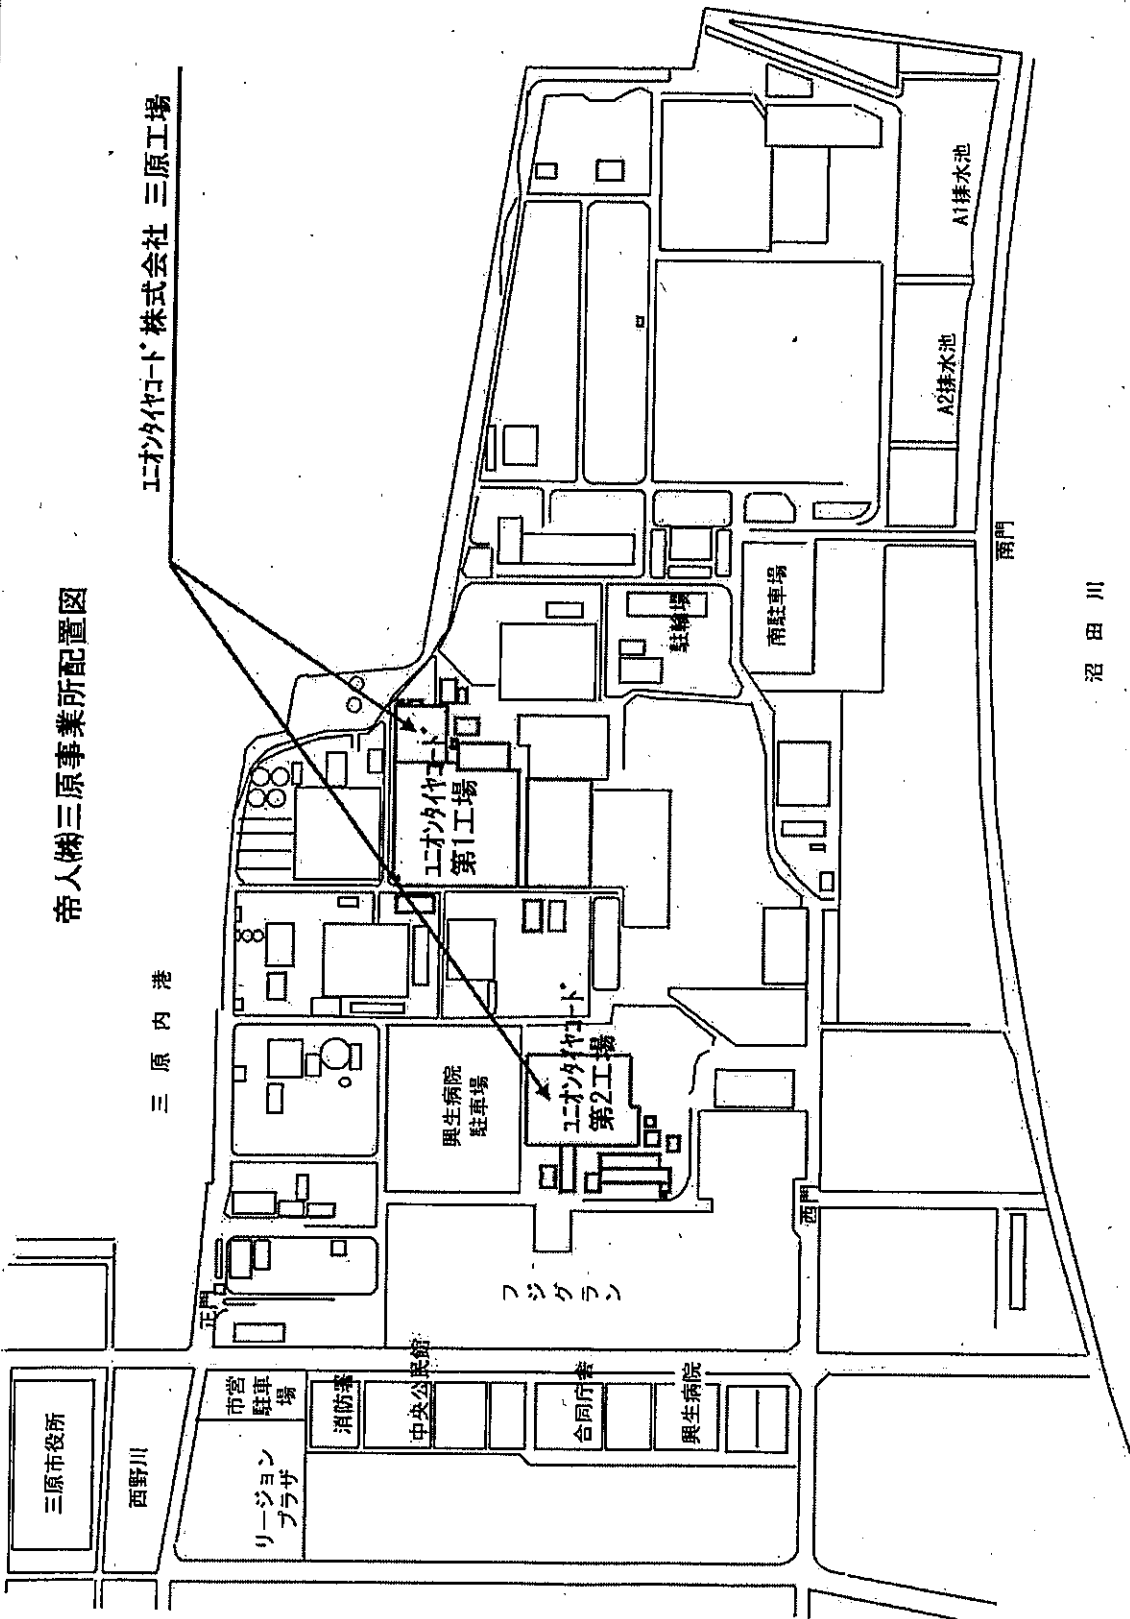 帝人(株)三原事業所配置図
ユニオンタイヤコード株式会社 三原工場
三原内港
三原市役所
西野川
正門
市営
駐車
場
リージョン
プラザ
消防署
中央公民館
合同庁舎
興生病院
フジグラン
興生病院
駐車場
ユニオンタイヤコード
第1工場
ユニオンタイヤコード
第2工場
西門
駐輪場
南駐車場
南門
A1排水池
A2排水池
沼田川